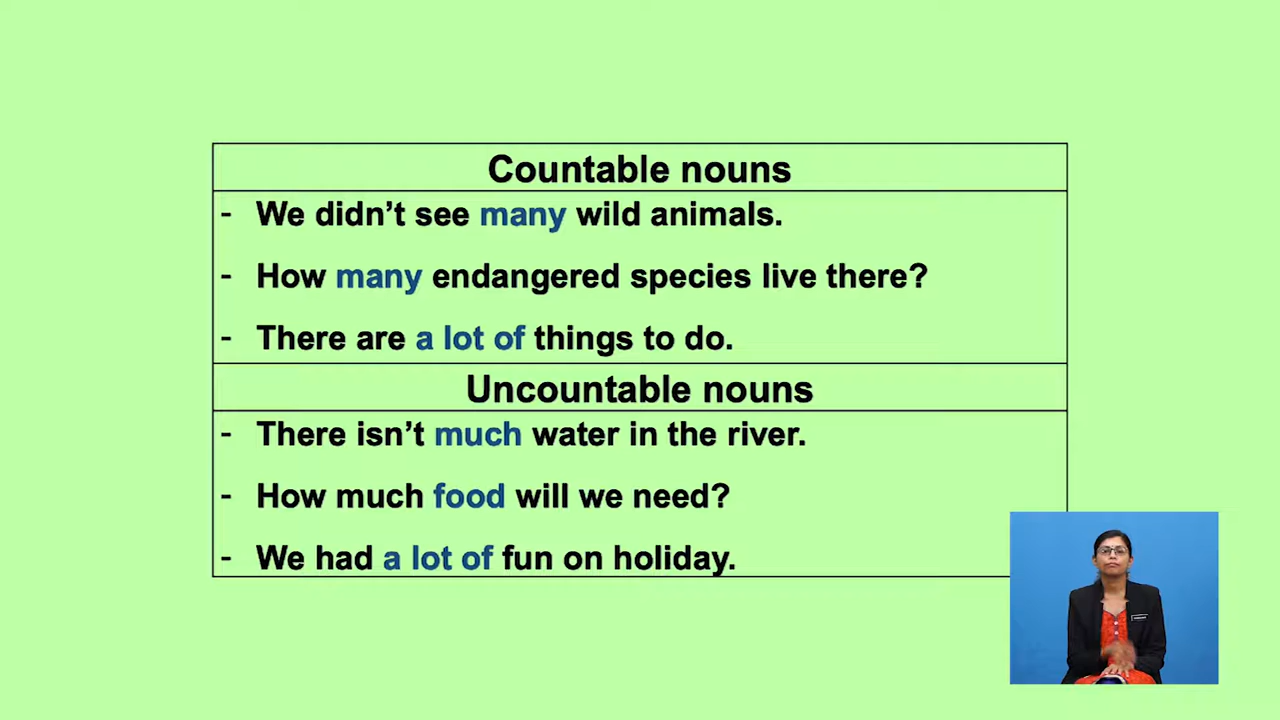 Countable nouns
- We didn’t see many wild animals.
- How many endangered species live there?
- There are a lot of things to do.
Uncountable nouns
- There isn’t much water in the river.
- How much food will we need?
- We had a lot of fun on holiday.